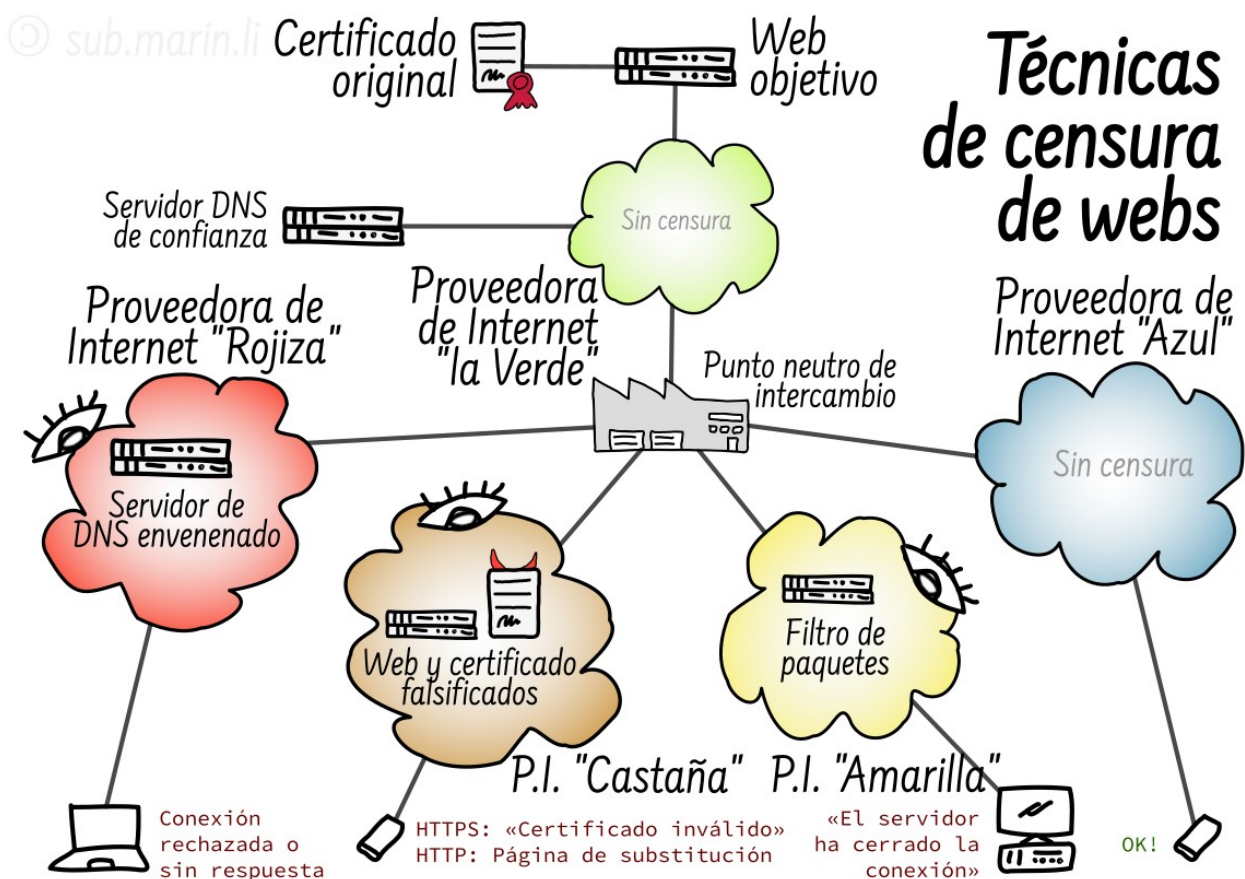 🄯 sub.marin.li
Certificado
original
Web
objetivo
Técnicas
de censura
de webs
Sin censura
Servidor DNS
de confianza
Proveedora
de Internet
"la Verde"
Proveedora de
Internet "Rojiza"
Proveedora de
Internet "Azul"
Punto neutro de
intercambio
Servidor de
DNS envenenado
Sin censura
Web y certificado
falsificados
Filtro de
paquetes
P.I. "Castaña"
P.I. "Amarilla"
Conexión
rechazada o
sin respuesta
HTTPS: «Certificado inválido»
HTTP: Página de substitución
«El servidor
ha cerrado la
conexión»
OK!